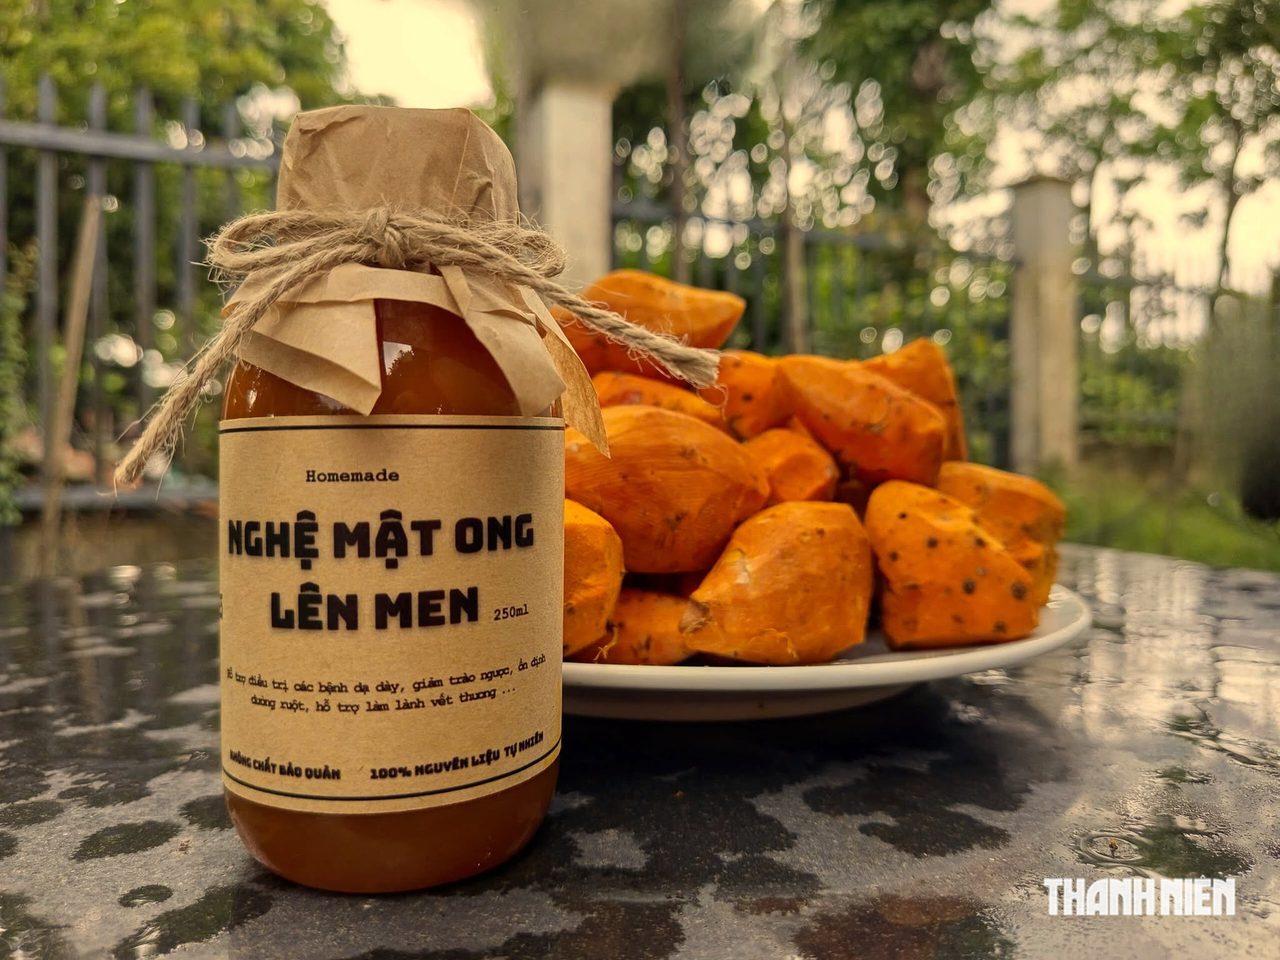 Homemade
NGHỆ MẬT ONG
LÊN MEN 250ml
Hỗ trợ điều trị các bệnh dạ dày, giảm trào ngược, ổn định
đường ruột, hỗ trợ làm lành vết thương ...
KHÔNG CHẤT BẢO QUẢN 100% NGUYÊN LIỆU TỰ NHIÊN
THANH NIÊN